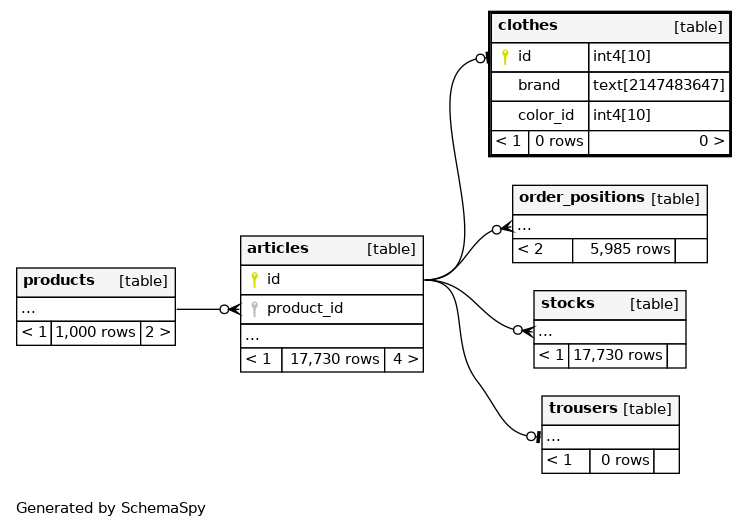 clothes [table]
id int4[10]
brand text[2147483647]
color_id int4[10]
< 1 0 rows 0 >
order_positions [table]
...
< 2 5,985 rows
articles [table]
id
product_id
...
< 1 17,730 rows 4 >
products [table]
...
< 1 1,000 rows 2 >
stocks [table]
...
< 1 17,730 rows
trousers [table]
...
< 1 0 rows
Generated by SchemaSpy